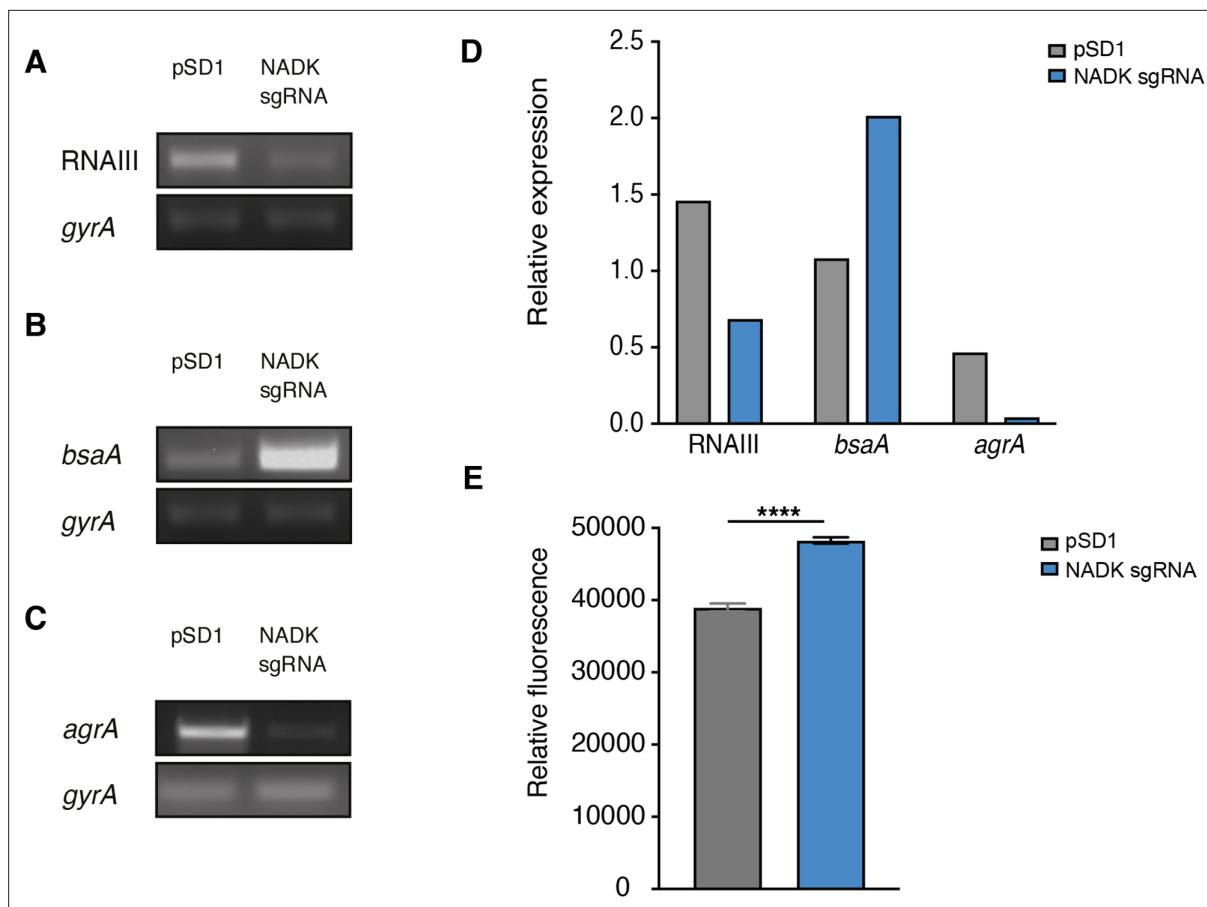 A
pSD1 NADK
sgRNA
RNAIII
gyrA
B
pSD1 NADK
sgRNA
bsaA
gyrA
C
pSD1 NADK
sgRNA
agrA
gyrA
D
pSD1
NADK sgRNA
Relative expression
2.5
2.0
1.5
1.0
0.5
0.0
RNAIII bsaA agrA
E
****
pSD1
NADK sgRNA
Relative fluorescence
50000
40000
30000
20000
10000
0